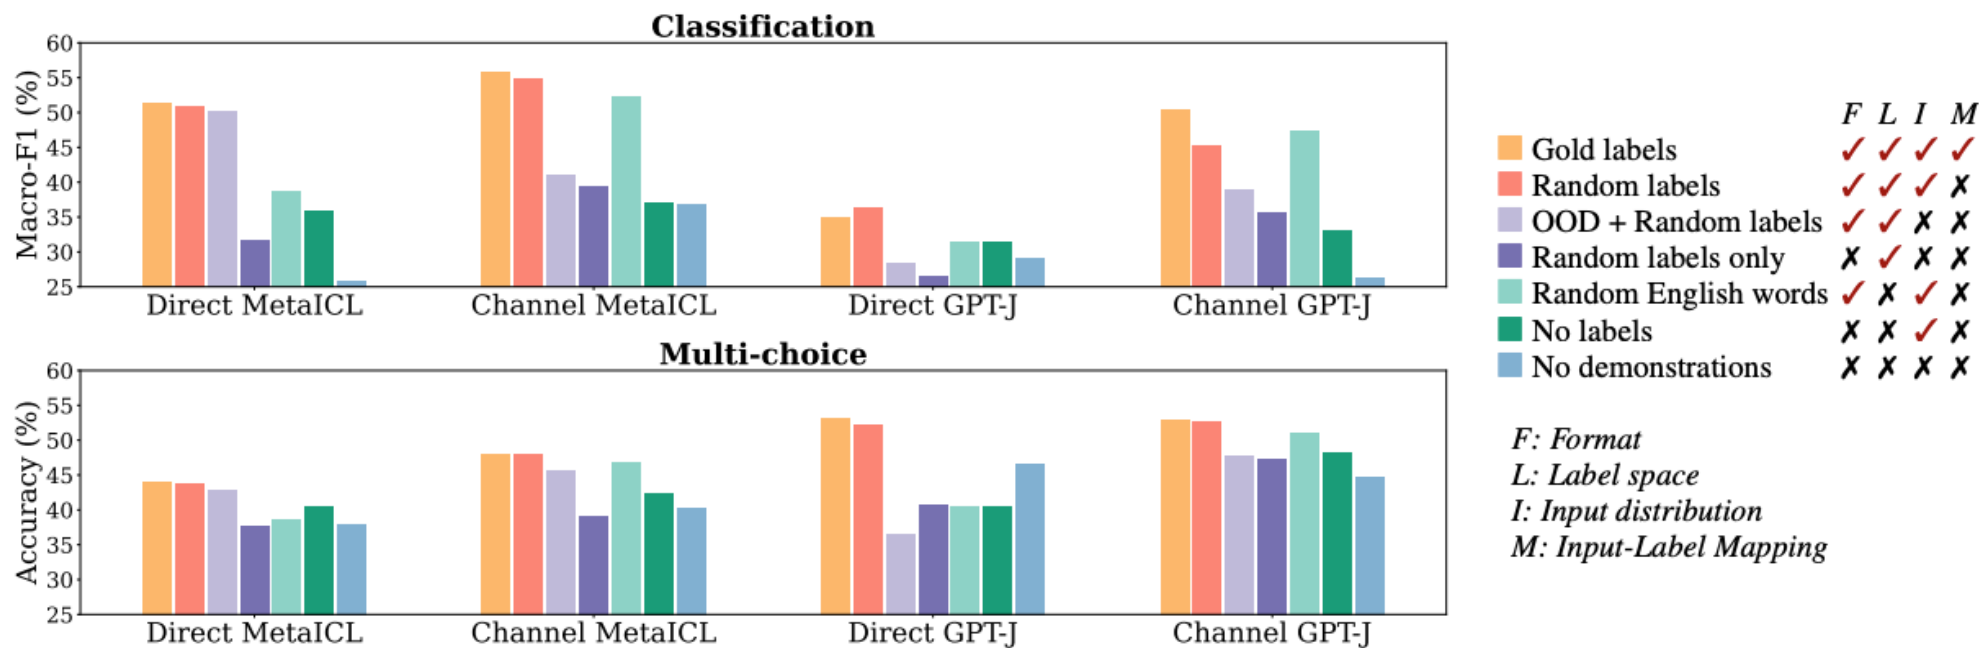 Classification
Macro-F1 (%)
60
55
50
45
40
35
30
25
Direct MetaICL Channel MetaICL Direct GPT-J Channel GPT-J
Multi-choice
Accuracy (%)
60
55
50
45
40
35
30
25
Direct MetaICL Channel MetaICL Direct GPT-J Channel GPT-J
F L I M
Gold labels ✓ ✓ ✓ ✓
Random labels ✓ ✓ ✓ ✗
OOD + Random labels ✓ ✓ ✗ ✗
Random labels only ✗ ✓ ✗ ✗
Random English words ✓ ✗ ✓ ✗
No labels ✗ ✗ ✓ ✗
No demonstrations ✗ ✗ ✗ ✗
F: Format
L: Label space
I: Input distribution
M: Input-Label Mapping